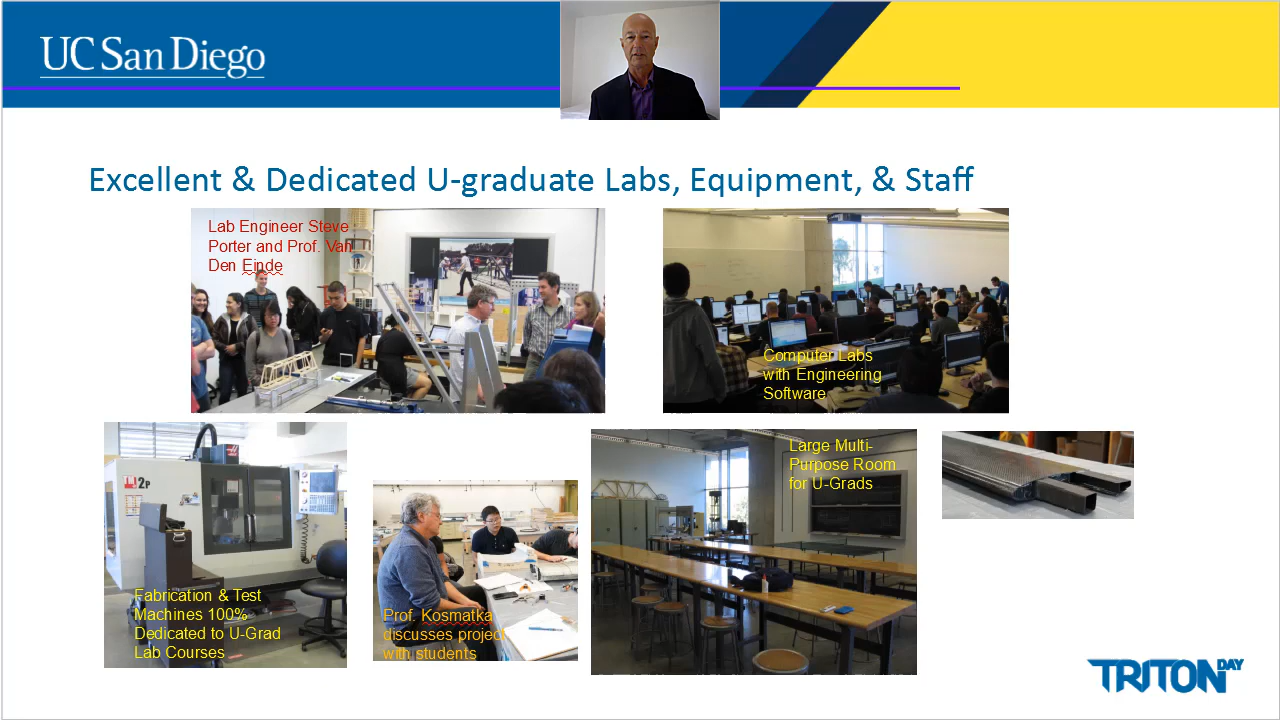 UC San Diego
Excellent & Dedicated U-graduate Labs, Equipment, & Staff
Lab Engineer Steve
Porter and Prof. Van
Den Einde
Computer Labs
with Engineering
Software
2P
Fabrication & Test
Machines 100%
Dedicated to U-Grad
Lab Courses
Prof. Kosmatka
discusses project
with students
Large Multi-
Purpose Room
for U-Grads
TRITON DAY